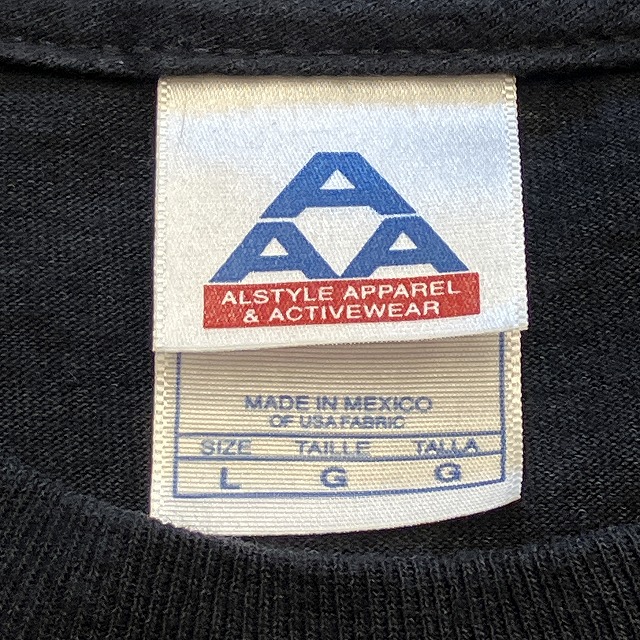 A
A A
ALSTYLE APPAREL
& ACTIVEWEAR
MADE IN MEXICO
OF USA FABRIC
SIZE TAILLE TALLA
L G G